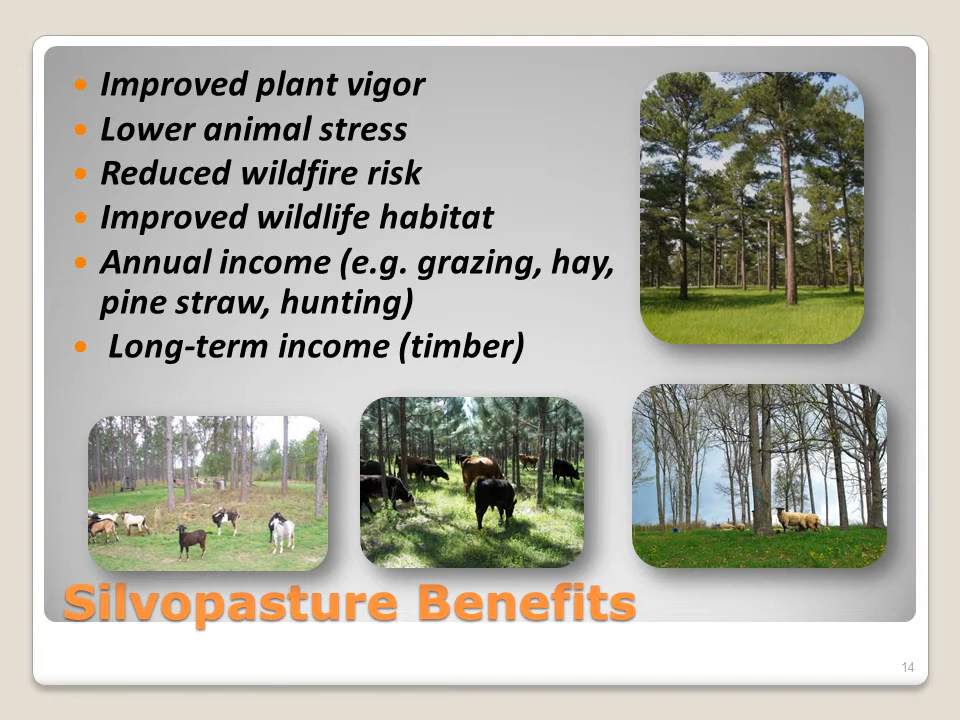 Improved plant vigor
Lower animal stress
Reduced wildfire risk
Improved wildlife habitat
Annual income (e.g. grazing, hay,
pine straw, hunting)
Long-term income (timber)
Silvopasture Benefits
14